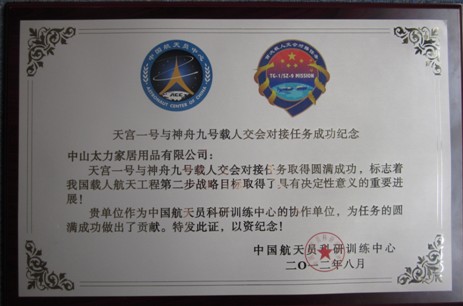 中国航天员中心
ASTRONAUT CENTER OF CHINA
ACC
TG-1/SZ-9 MISSION
天宫一号与神舟九号载人交会对接任务成功纪念
中山太力家居用品有限公司：
天宫一号与神舟九号载人交会对接任务取得圆满成功，标志着
我国载人航天工程第二步战略目标取得了具有决定性意义的重要进
展！
贵单位作为中国航天员科研训练中心的协作单位，为任务的圆
满成功做出了贡献。特发此证，以资纪念！
中国航天员科研训练中心
二〇一二年八月